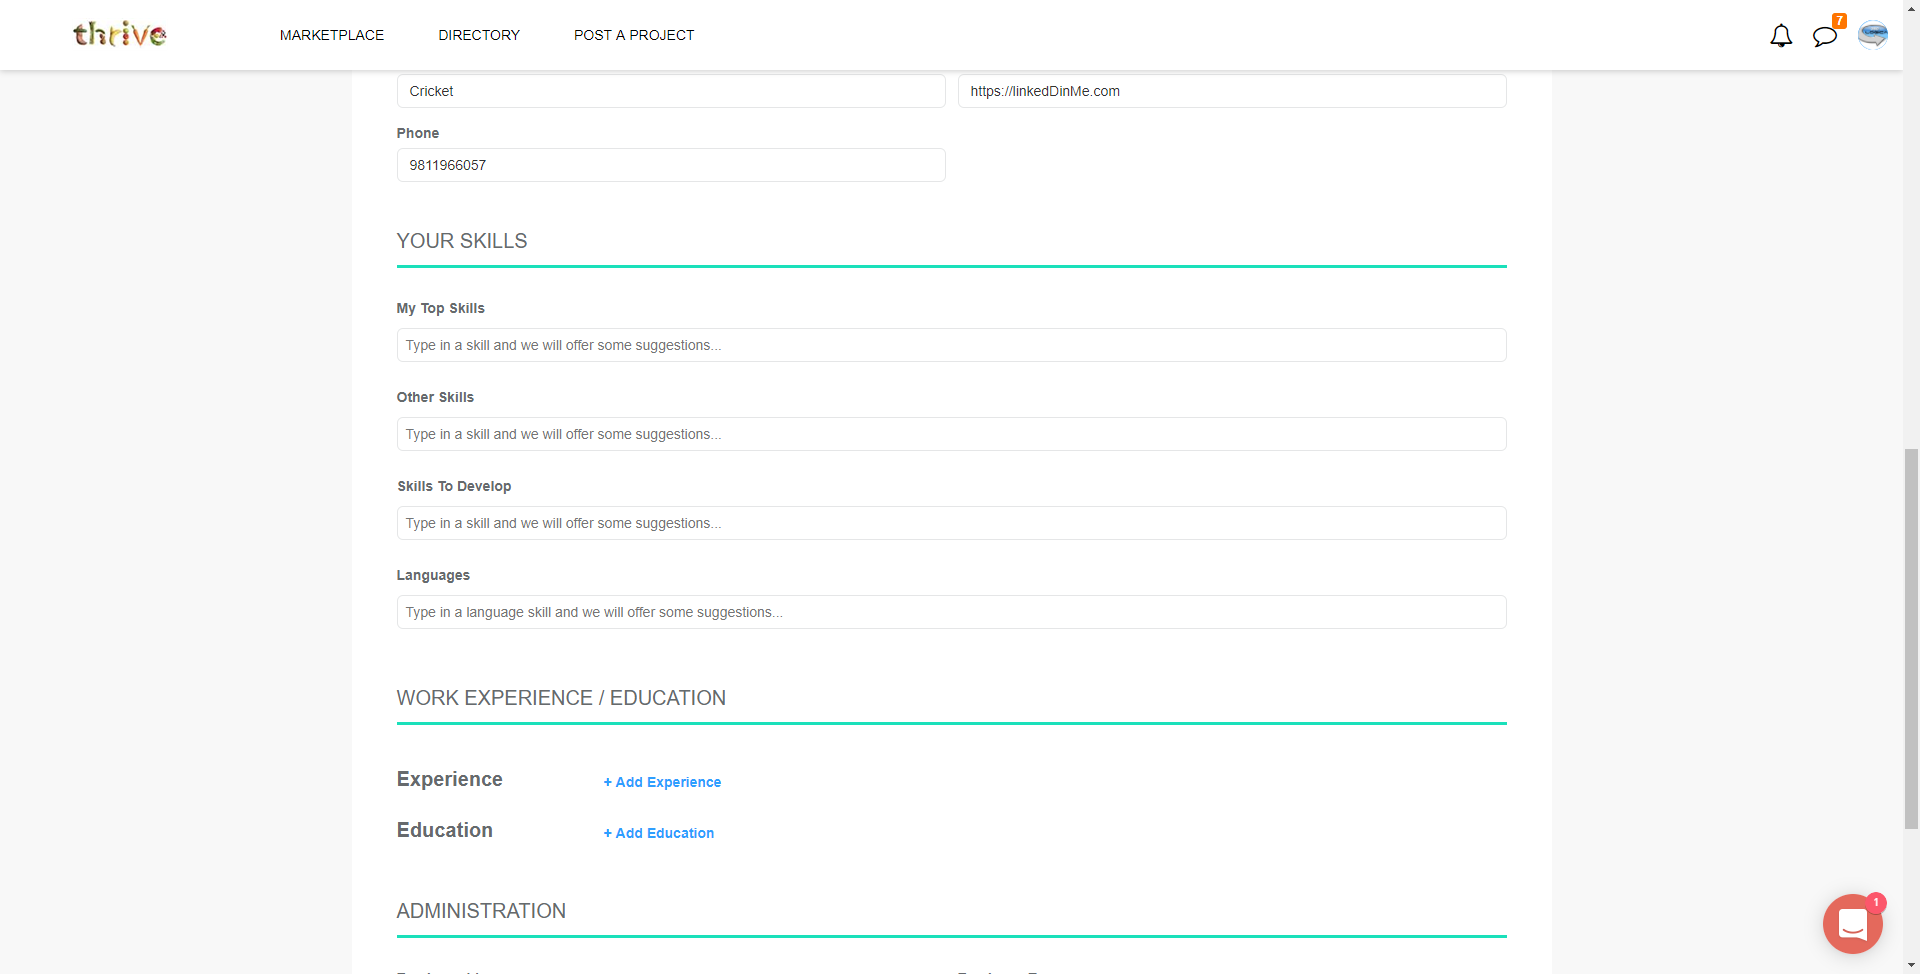 thrive
MARKETPLACE
DIRECTORY
POST A PROJECT
7
Cricket
https://linkedDinMe.com
Phone
9811966057
YOUR SKILLS
My Top Skills
Type in a skill and we will offer some suggestions...
Other Skills
Type in a skill and we will offer some suggestions...
Skills To Develop
Type in a skill and we will offer some suggestions...
Languages
Type in a language skill and we will offer some suggestions...
WORK EXPERIENCE / EDUCATION
Experience
+ Add Experience
Education
+ Add Education
ADMINISTRATION
1